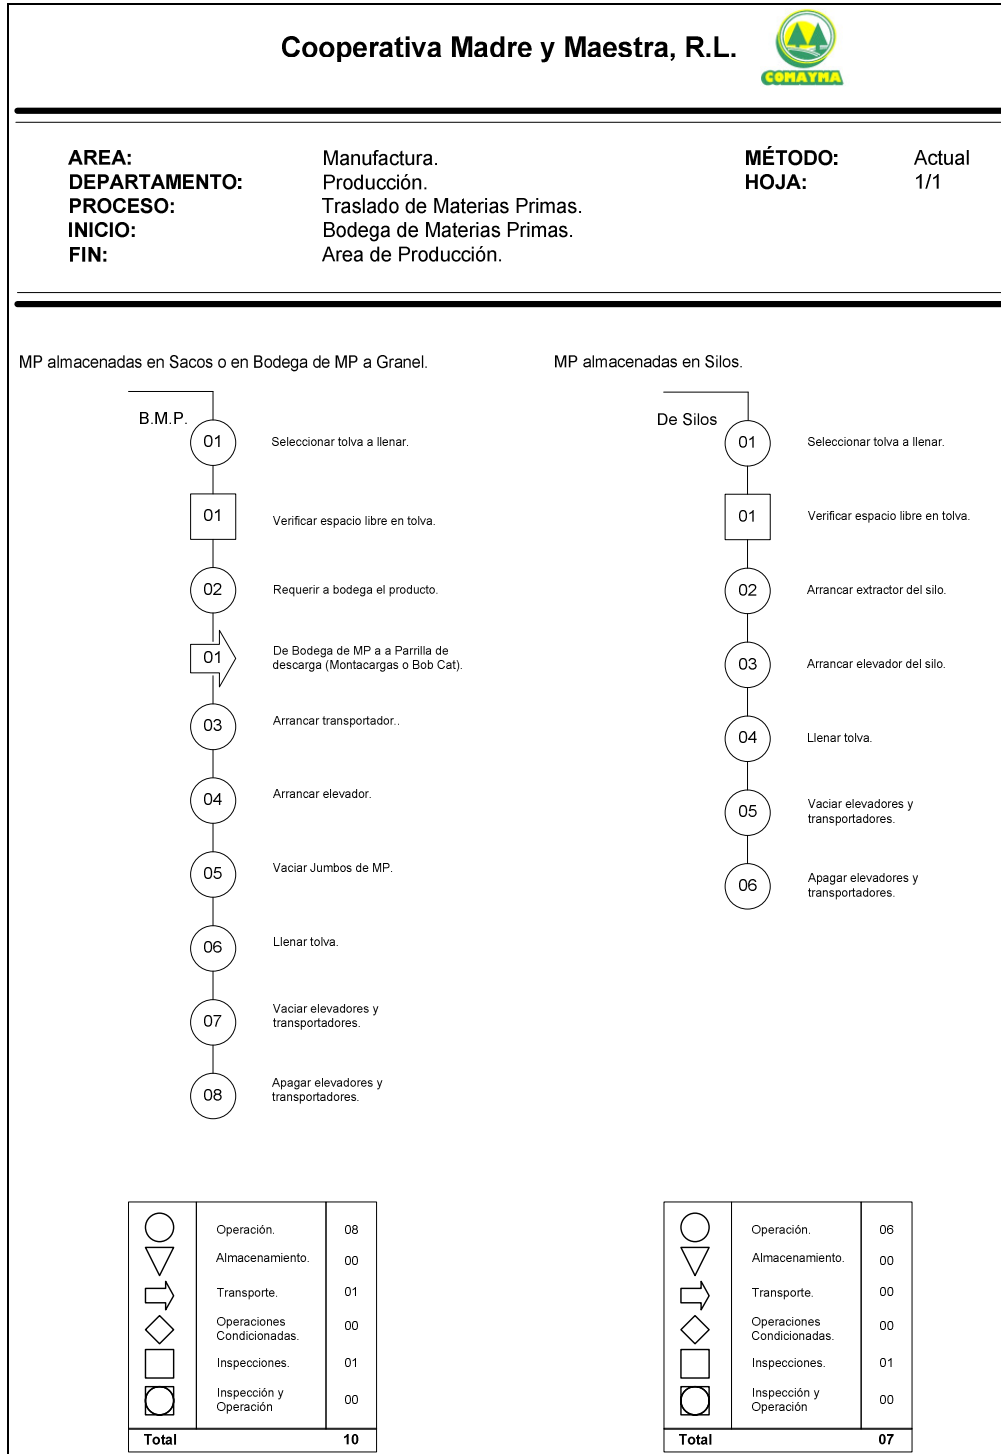 Cooperativa Madre y Maestra, R.L.
COMAYMA
AREA: Manufactura. MÉTODO: Actual
DEPARTAMENTO: Producción. HOJA: 1/1
PROCESO: Traslado de Materias Primas.
INICIO: Bodega de Materias Primas.
FIN: Area de Producción.
MP almacenadas en Sacos o en Bodega de MP a Granel.
B.M.P.
01 Seleccionar tolva a llenar.
01 Verificar espacio libre en tolva.
02 Requerir a bodega el producto.
01 De Bodega de MP a a Parrilla de
descarga (Montacargas o Bob Cat).
03 Arrancar transportador..
04 Arrancar elevador.
05 Vaciar Jumbos de MP.
06 Llenar tolva.
07 Vaciar elevadores y
transportadores.
08 Apagar elevadores y
transportadores.
Operación. 08
Almacenamiento. 00
Transporte. 01
Operaciones
Condicionadas. 00
Inspecciones. 01
Inspección y
Operación 00
Total 10
MP almacenadas en Silos.
De Silos
01 Seleccionar tolva a llenar.
01 Verificar espacio libre en tolva.
02 Arrancar extractor del silo.
03 Arrancar elevador del silo.
04 Llenar tolva.
05 Vaciar elevadores y
transportadores.
06 Apagar elevadores y
transportadores.
Operación. 06
Almacenamiento. 00
Transporte. 00
Operaciones
Condicionadas. 00
Inspecciones. 01
Inspección y
Operación 00
Total 07